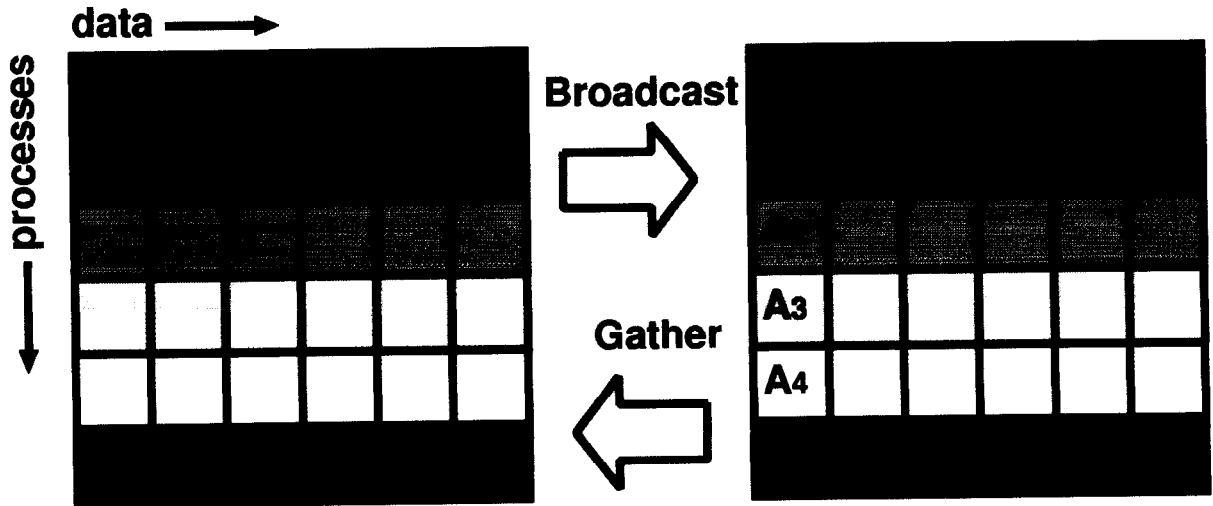 data
processes
Broadcast
Gather
A3
A4